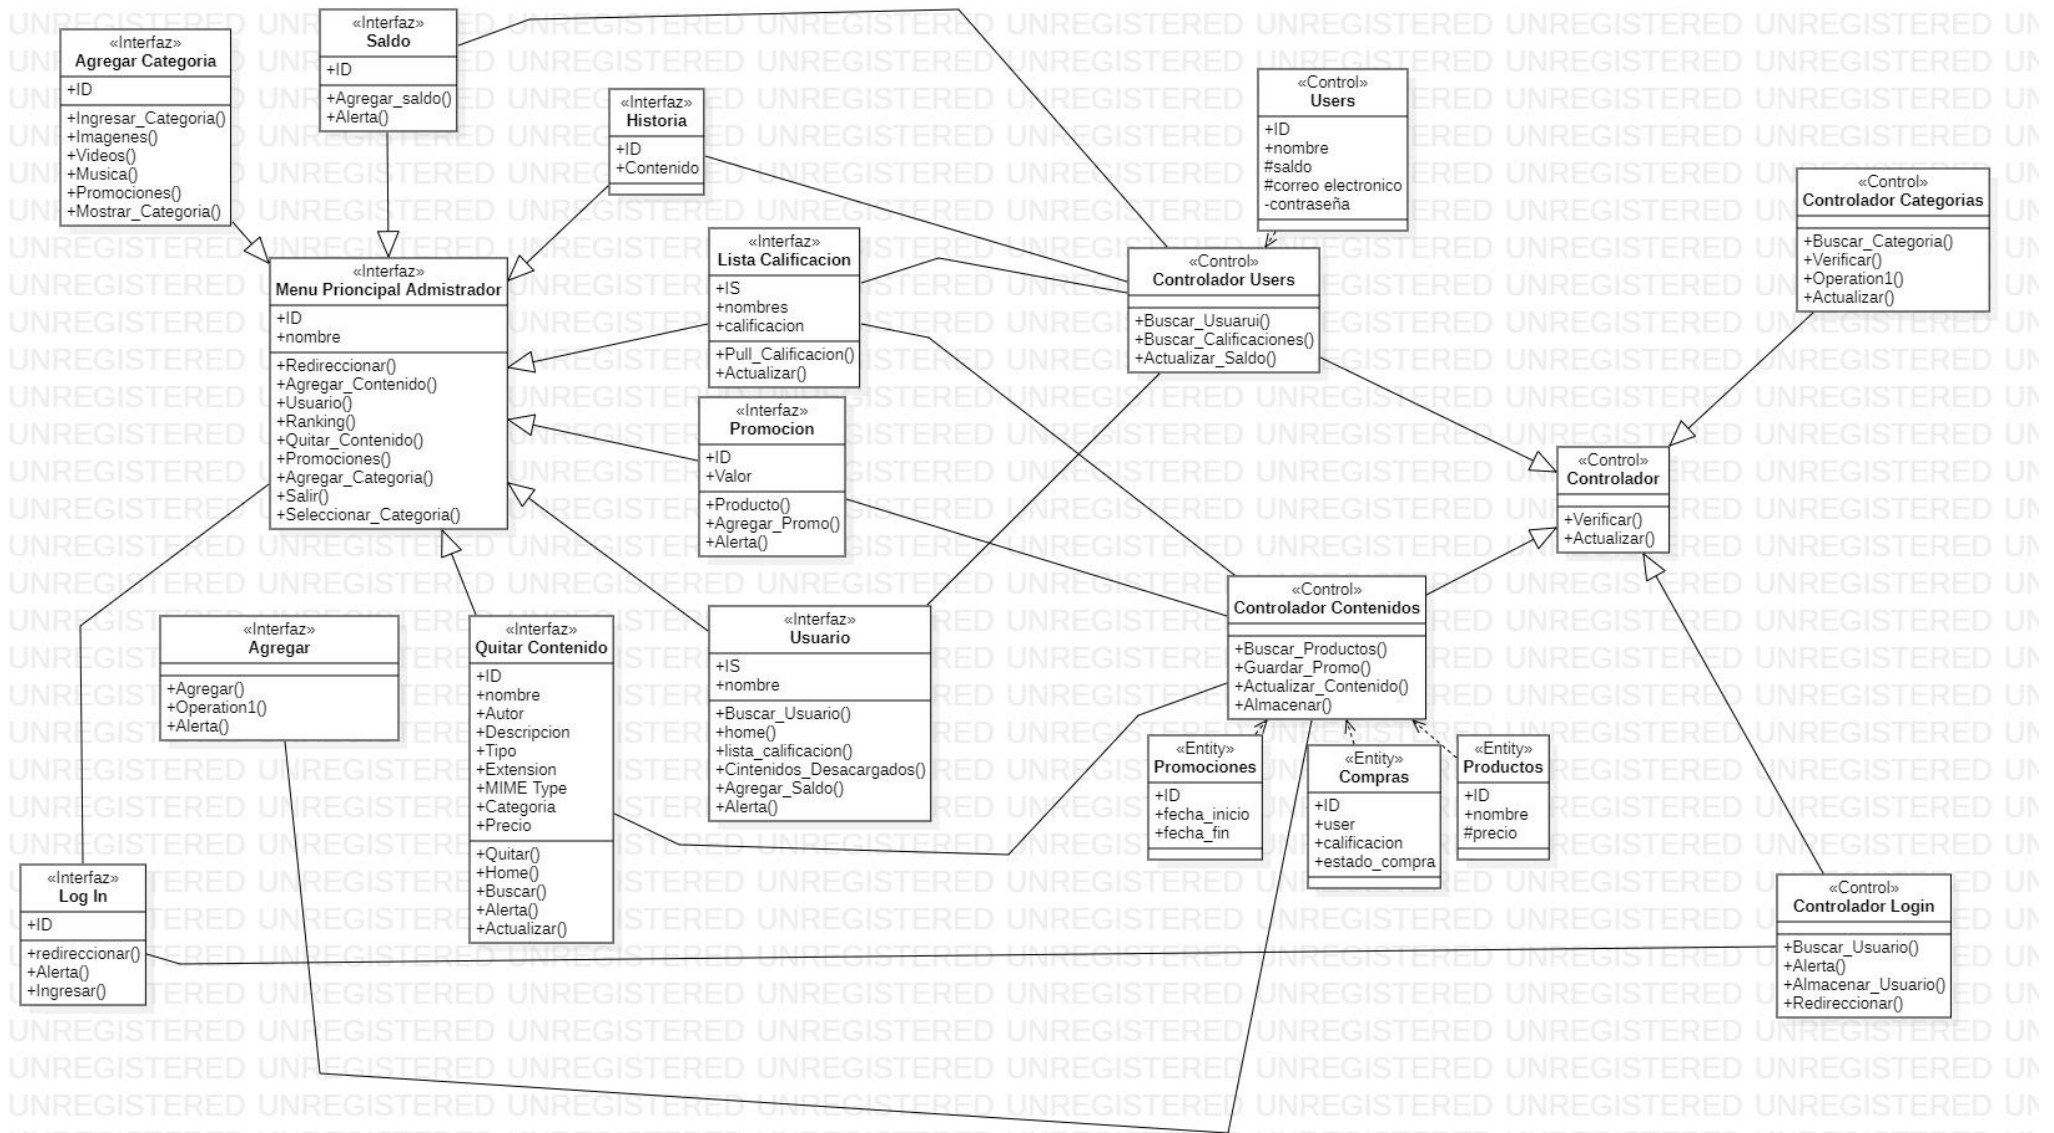 «Interfaz»
Agregar Categoria
+ID
+Ingresar_Categoria()
+Imagenes()
+Videos()
+Musica()
+Promociones()
+Mostrar_Categoria()
«Interfaz»
Saldo
+ID
+Agregar_saldo()
+Alerta()
«Interfaz»
Historia
+ID
+Contenido
«Control»
Users
+ID
+nombre
#saldo
#correo electronico
-contraseña
«Control»
Controlador Categorias
+Buscar_Categoria()
+Verificar()
+Operation1()
+Actualizar()
«Interfaz»
Menu Prioncipal Admistrador
+ID
+nombre
+Redireccionar()
+Agregar_Contenido()
+Usuario()
+Ranking()
+Quitar_Contenido()
+Promociones()
+Agregar_Categoria()
+Salir()
+Seleccionar_Categoria()
«Interfaz»
Lista Calificacion
+IS
+nombres
+calificacion
+Pull_Calificacion()
+Actualizar()
«Control»
Controlador Users
+Buscar_Usuarui()
+Buscar_Calificaciones()
+Actualizar_Saldo()
«Interfaz»
Promocion
+ID
+Valor
+Producto()
+Agregar_Promo()
+Alerta()
«Control»
Controlador
+Verificar()
+Actualizar()
«Interfaz»
Agregar
+Agregar()
+Operation1()
+Alerta()
«Interfaz»
Quitar Contenido
+ID
+nombre
+Autor
+Descripcion
+Tipo
+Extension
+MIME Type
+Categoria
+Precio
+Quitar()
+Home()
+Buscar()
+Alerta()
+Actualizar()
«Interfaz»
Usuario
+IS
+nombre
+Buscar_Usuario()
+home()
+lista_calificacion()
+Cintenidos_Desacargados()
+Agregar_Saldo()
+Alerta()
«Control»
Controlador Contenidos
+Buscar_Productos()
+Guardar_Promo()
+Actualizar_Contenido()
+Almacenar()
«Entity»
Promociones
+ID
+fecha_inicio
+fecha_fin
«Entity»
Compras
+ID
+user
+calificacion
+estado_compra
«Entity»
Productos
+ID
+nombre
#precio
«Interfaz»
Log In
+ID
+redireccionar()
+Alerta()
+Ingresar()
«Control»
Controlador Login
+Buscar_Usuario()
+Alerta()
+Almacenar_Usuario()
+Redireccionar()
UNREGISTERED